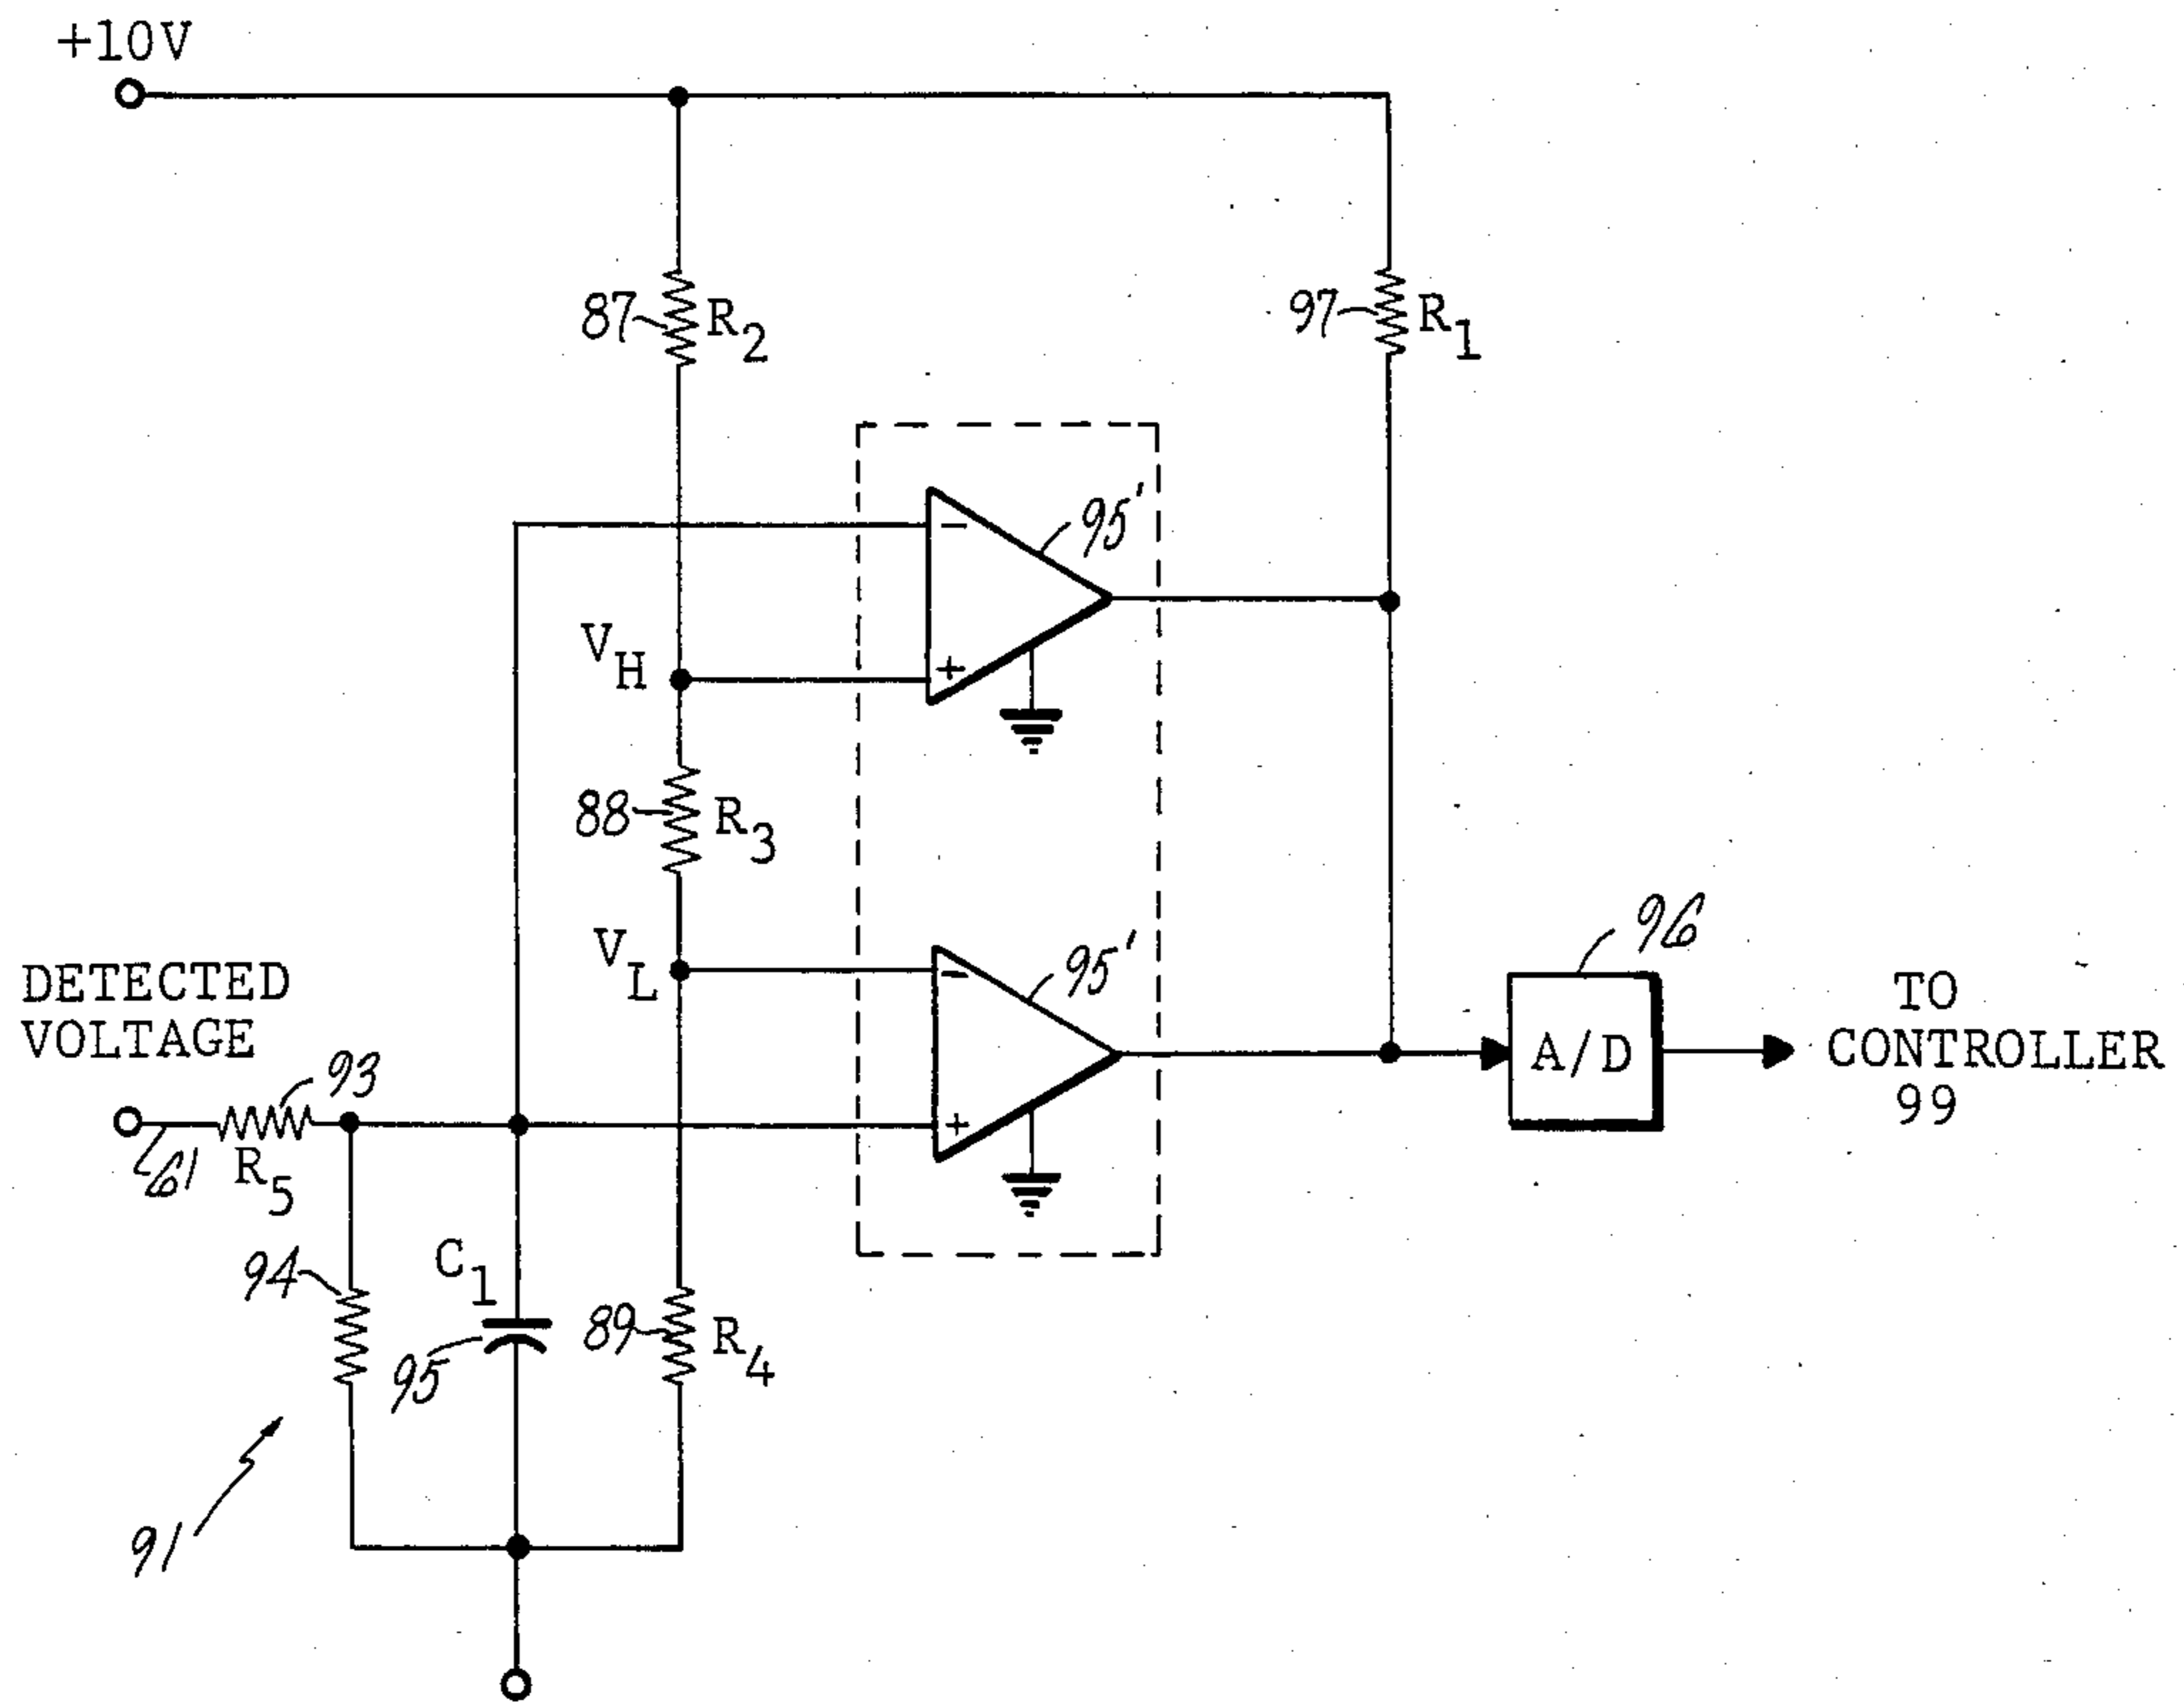 +10V
87 R2
97 R1
95'
-
+
VH
88 R3
VL
95'
-
+
96
A/D
TO
CONTROLLER
99
DETECTED
VOLTAGE
93
61
R5
94
C1
95
89 R4
91